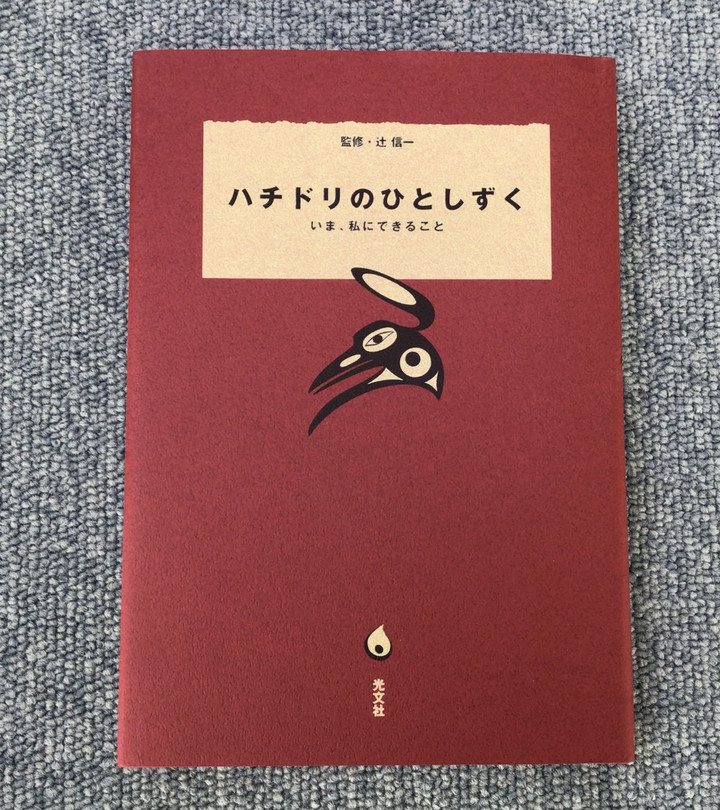 監修・辻 信一
ハチドリのひとしずく
いま、私にできること
光文社